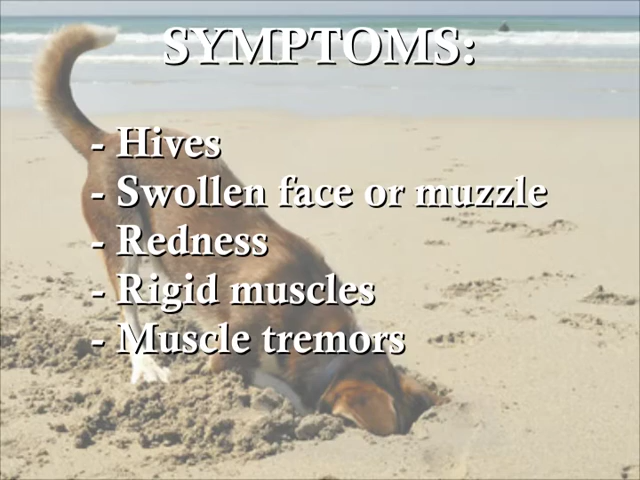 SYMPTOMS:
- Hives
- Swollen face or muzzle
- Redness
- Rigid muscles
- Muscle tremors